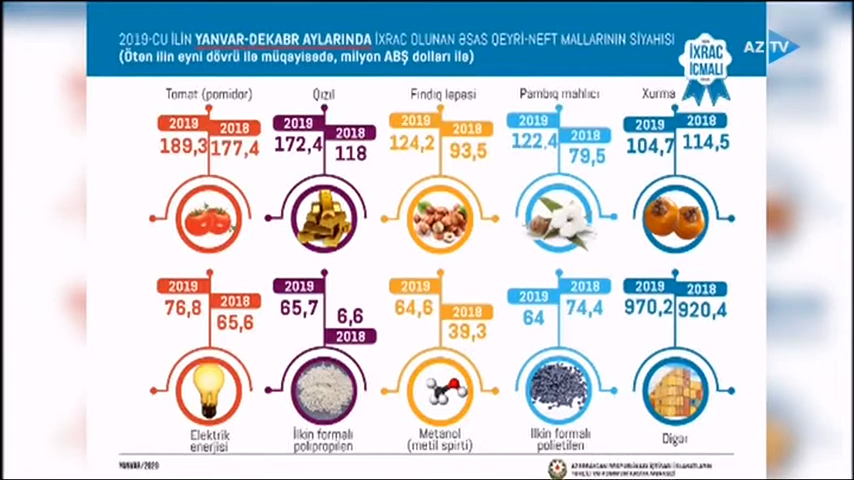 2019-CU İLİN YANVAR-DEKABR AYLARINDA İXRAC OLUNAN ƏSAS QEYRİ-NEFT MALLARININ SİYAHISI
(Ötən ilin eyni dövrü ilə müqayisədə, milyon ABŞ dolları ilə)
İXRAC
İCMALI
AZTV
Tomat (pomidor)
2019 2018
189,3 177,4
Qızıl
2019 2018
172,4 118
Fındıq ləpəsi
2019 2018
124,2 93,5
Pambıq mahlıcı
2019 2018
122,4 79,5
Xurma
2019 2018
104,7 114,5
2019 2018
76,8 65,6
Elektrik
enerjisi
2019
65,7 6,6
2018
İlkin formalı
polipropilen
2019 2018
64,6 39,3
Metanol
(metil spirti)
2019 2018
64 74,4
İlkin formalı
polietilen
2019 2018
970,2 920,4
Digər
YANVAR/2020